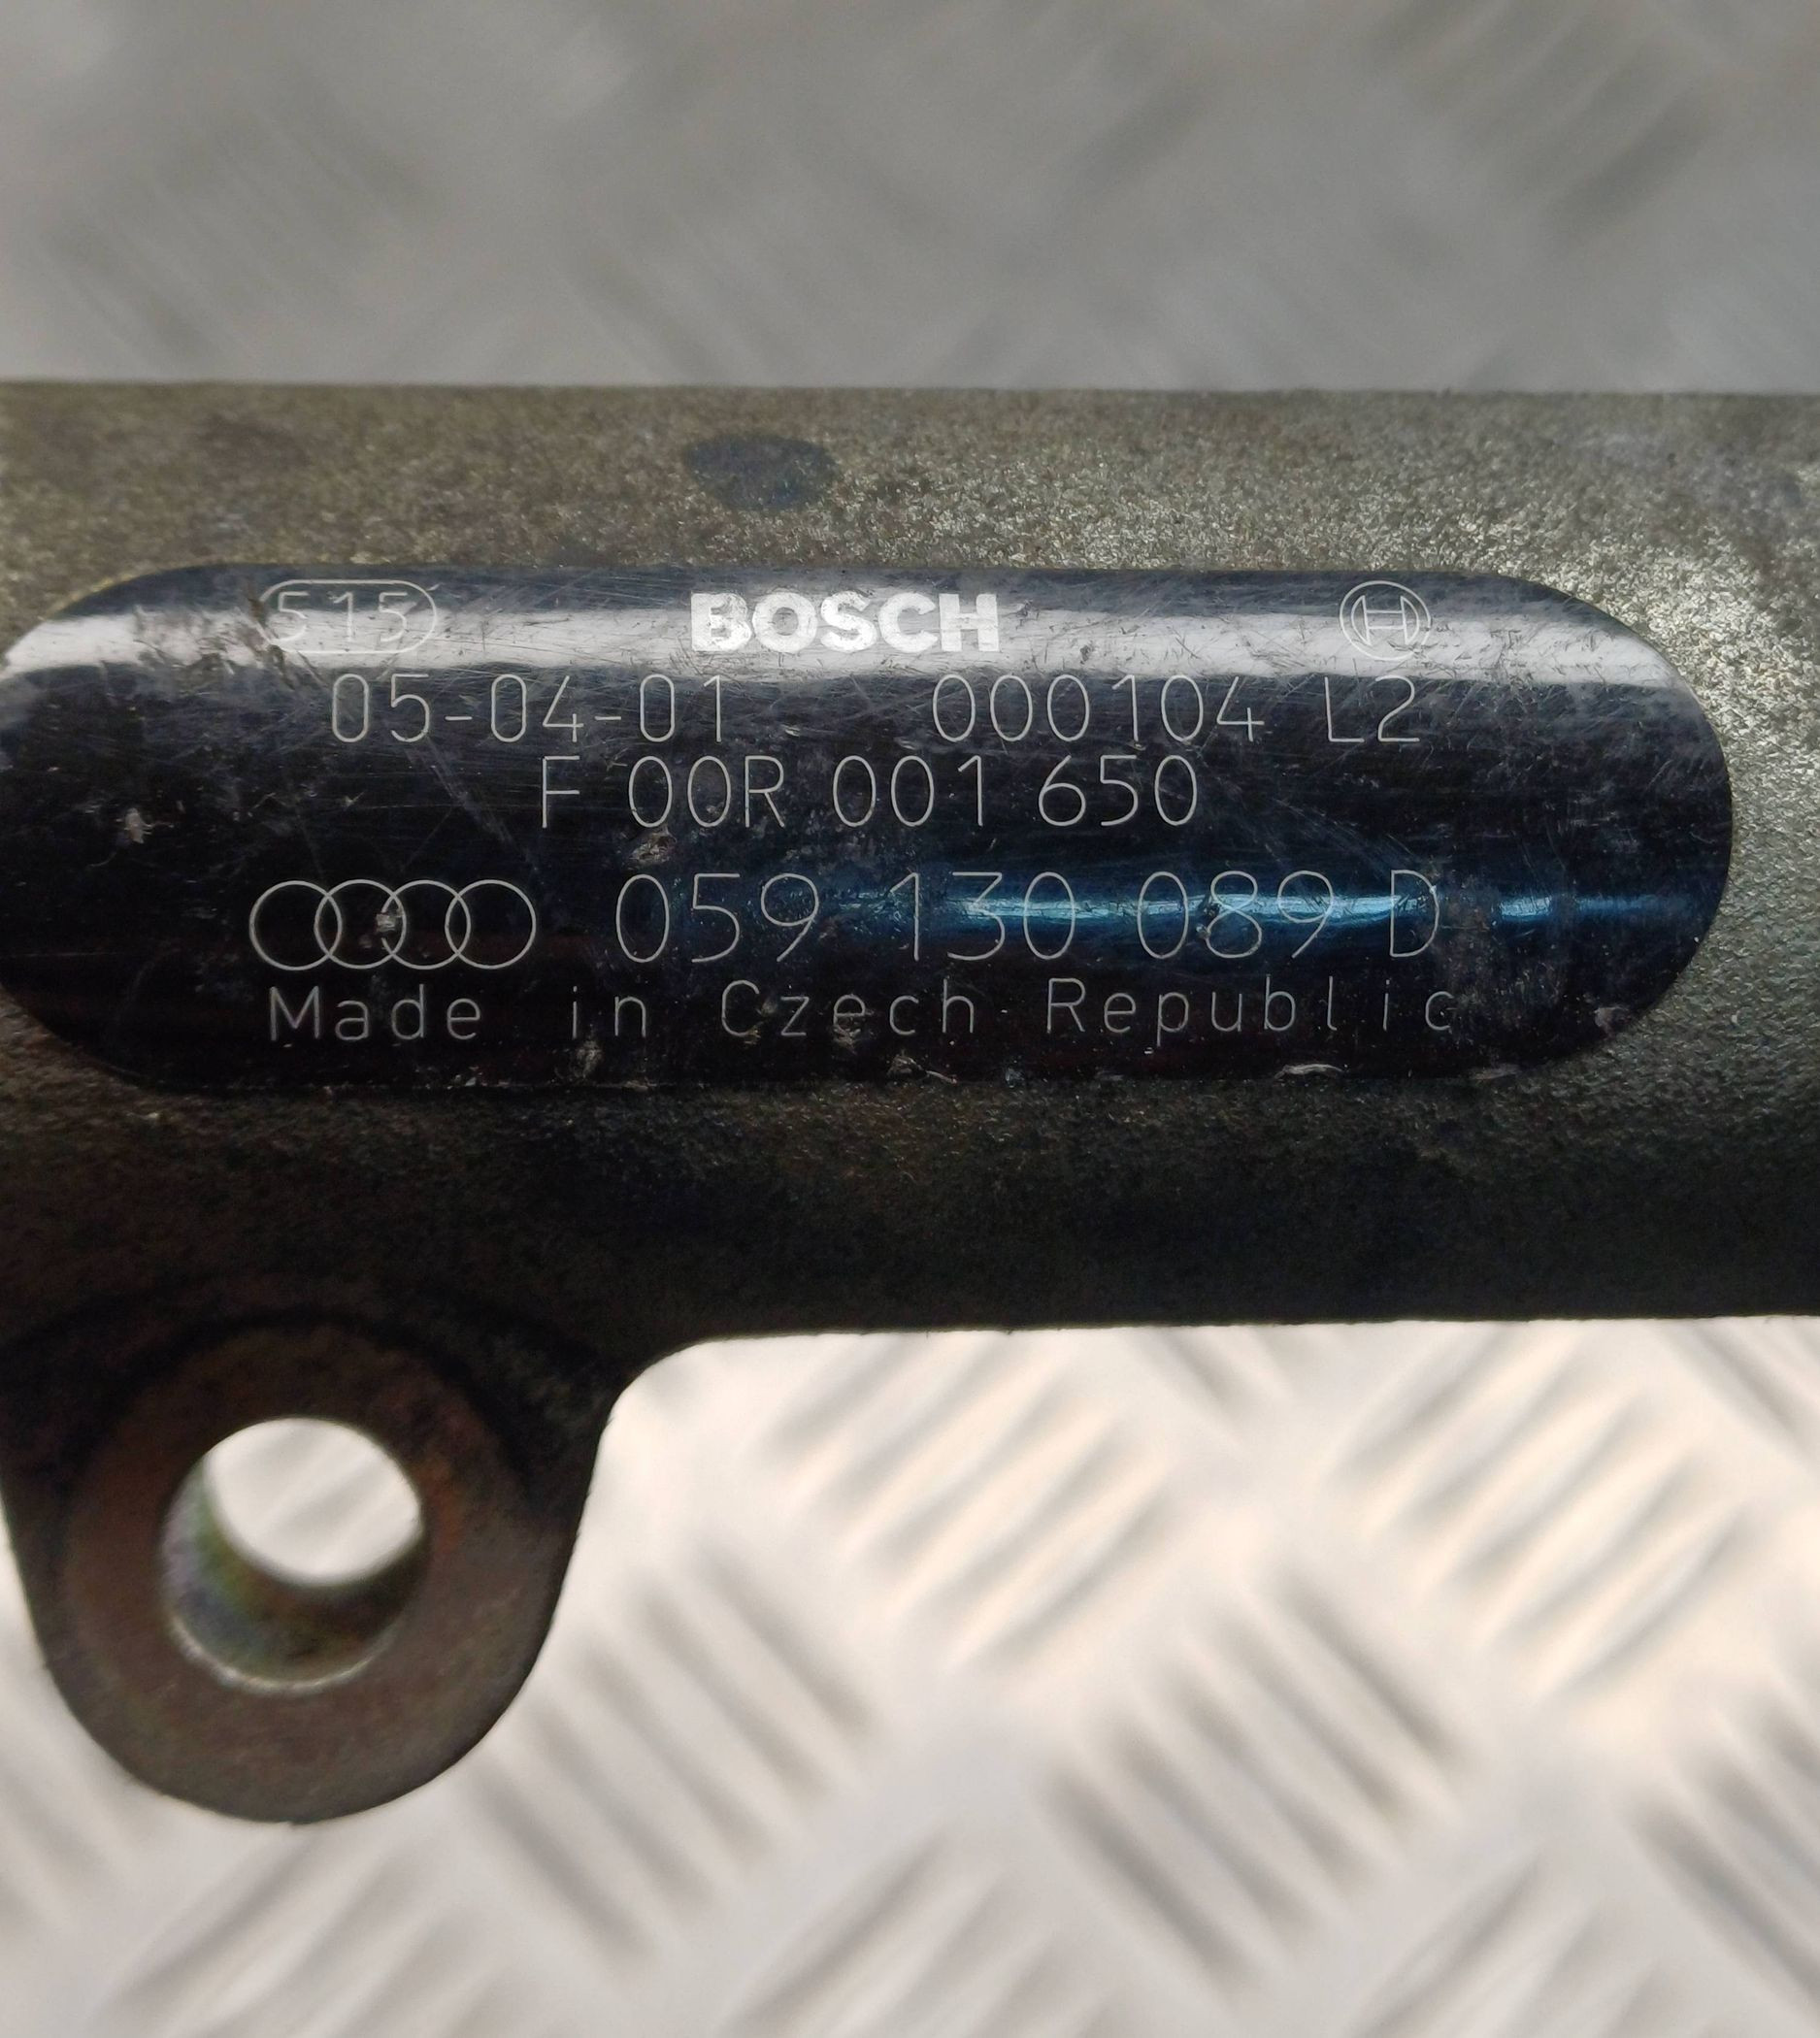 515 BOSCH
05-04-01 000104 L2
F 00R 001 650
059 130 089 D
Made in Czech Republic